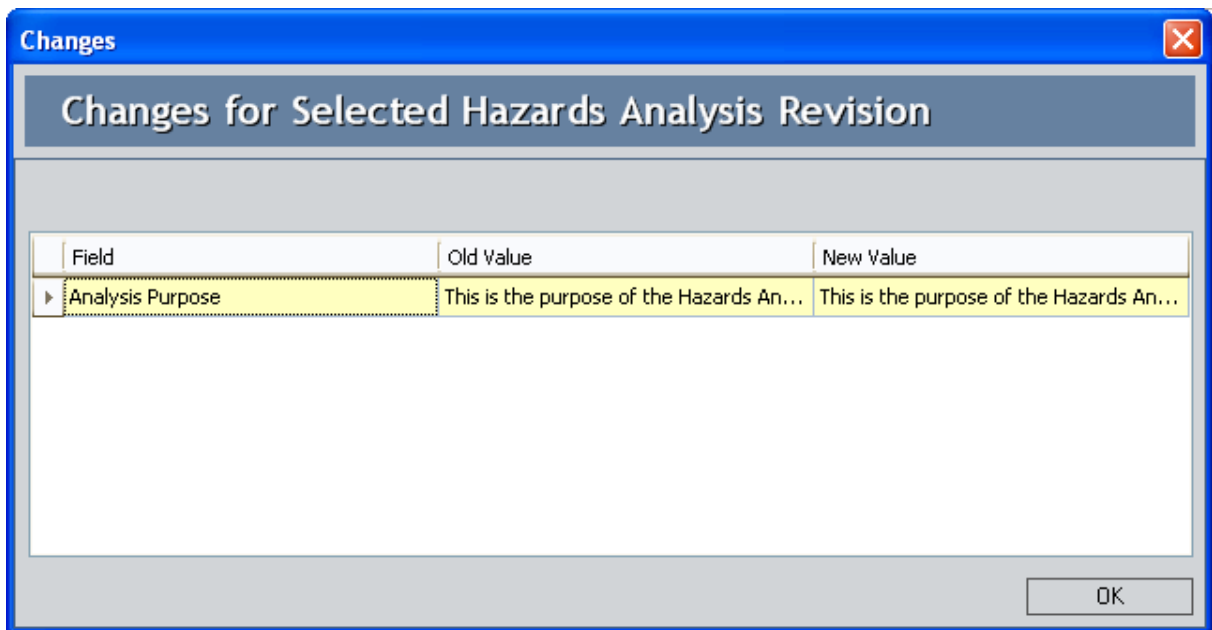 Changes
Changes for Selected Hazards Analysis Revision
Field Old Value New Value
Analysis Purpose This is the purpose of the Hazards An... This is the purpose of the Hazards An...
OK